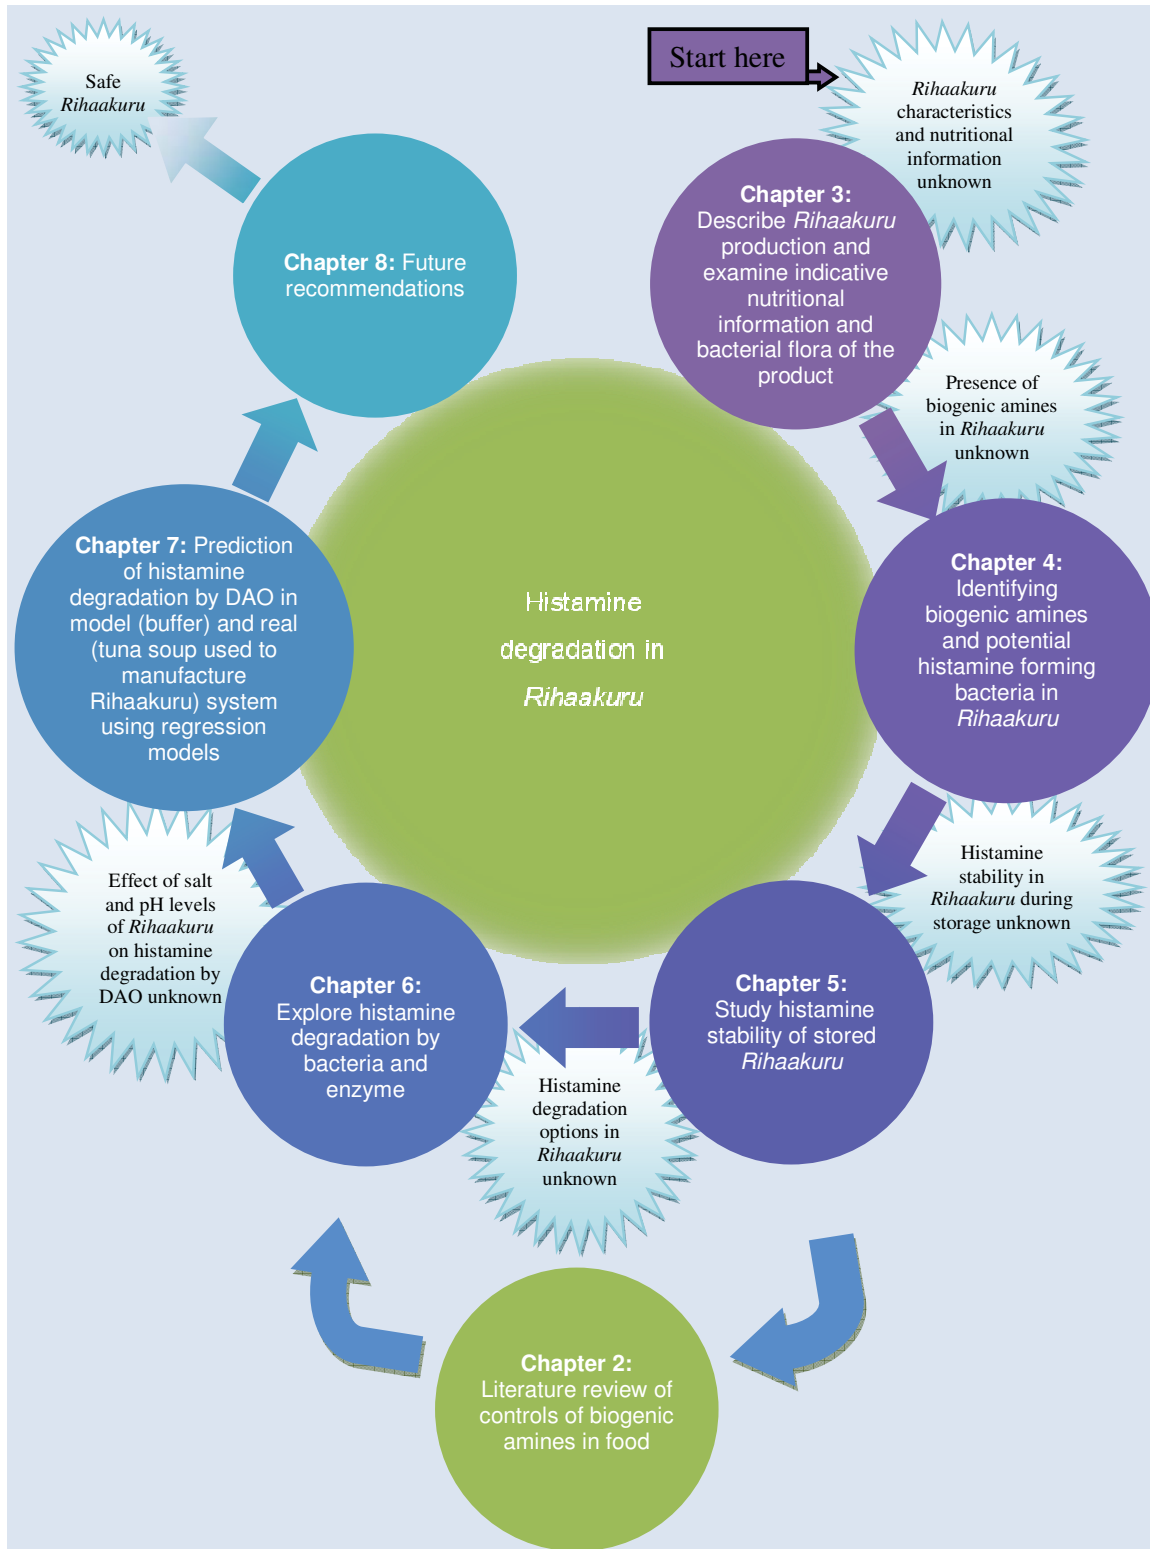 Start here
Rihaakuru
characteristics
and nutritional
information
unknown
Chapter 3:
Describe Rihaakuru
production and
examine indicative
nutritional
information and
bacterial flora of the
product
Presence of
biogenic amines
in Rihaakuru
unknown
Chapter 4:
Identifying
biogenic amines
and potential
histamine forming
bacteria in
Rihaakuru
Histamine
stability in
Rihaakuru during
storage unknown
Chapter 5:
Study histamine
stability of stored
Rihaakuru
Histamine
degradation
options in
Rihaakuru
unknown
Chapter 2:
Literature review of
controls of biogenic
amines in food
Chapter 6:
Explore histamine
degradation by
bacteria and
enzyme
Effect of salt
and pH levels
of Rihaakuru
on histamine
degradation by
DAO unknown
Chapter 7: Prediction
of histamine
degradation by DAO in
model (buffer) and real
(tuna soup used to
manufacture
Rihaakuru) system
using regression
models
Chapter 8: Future
recommendations
Safe
Rihaakuru
Histamine
degradation in
Rihaakuru